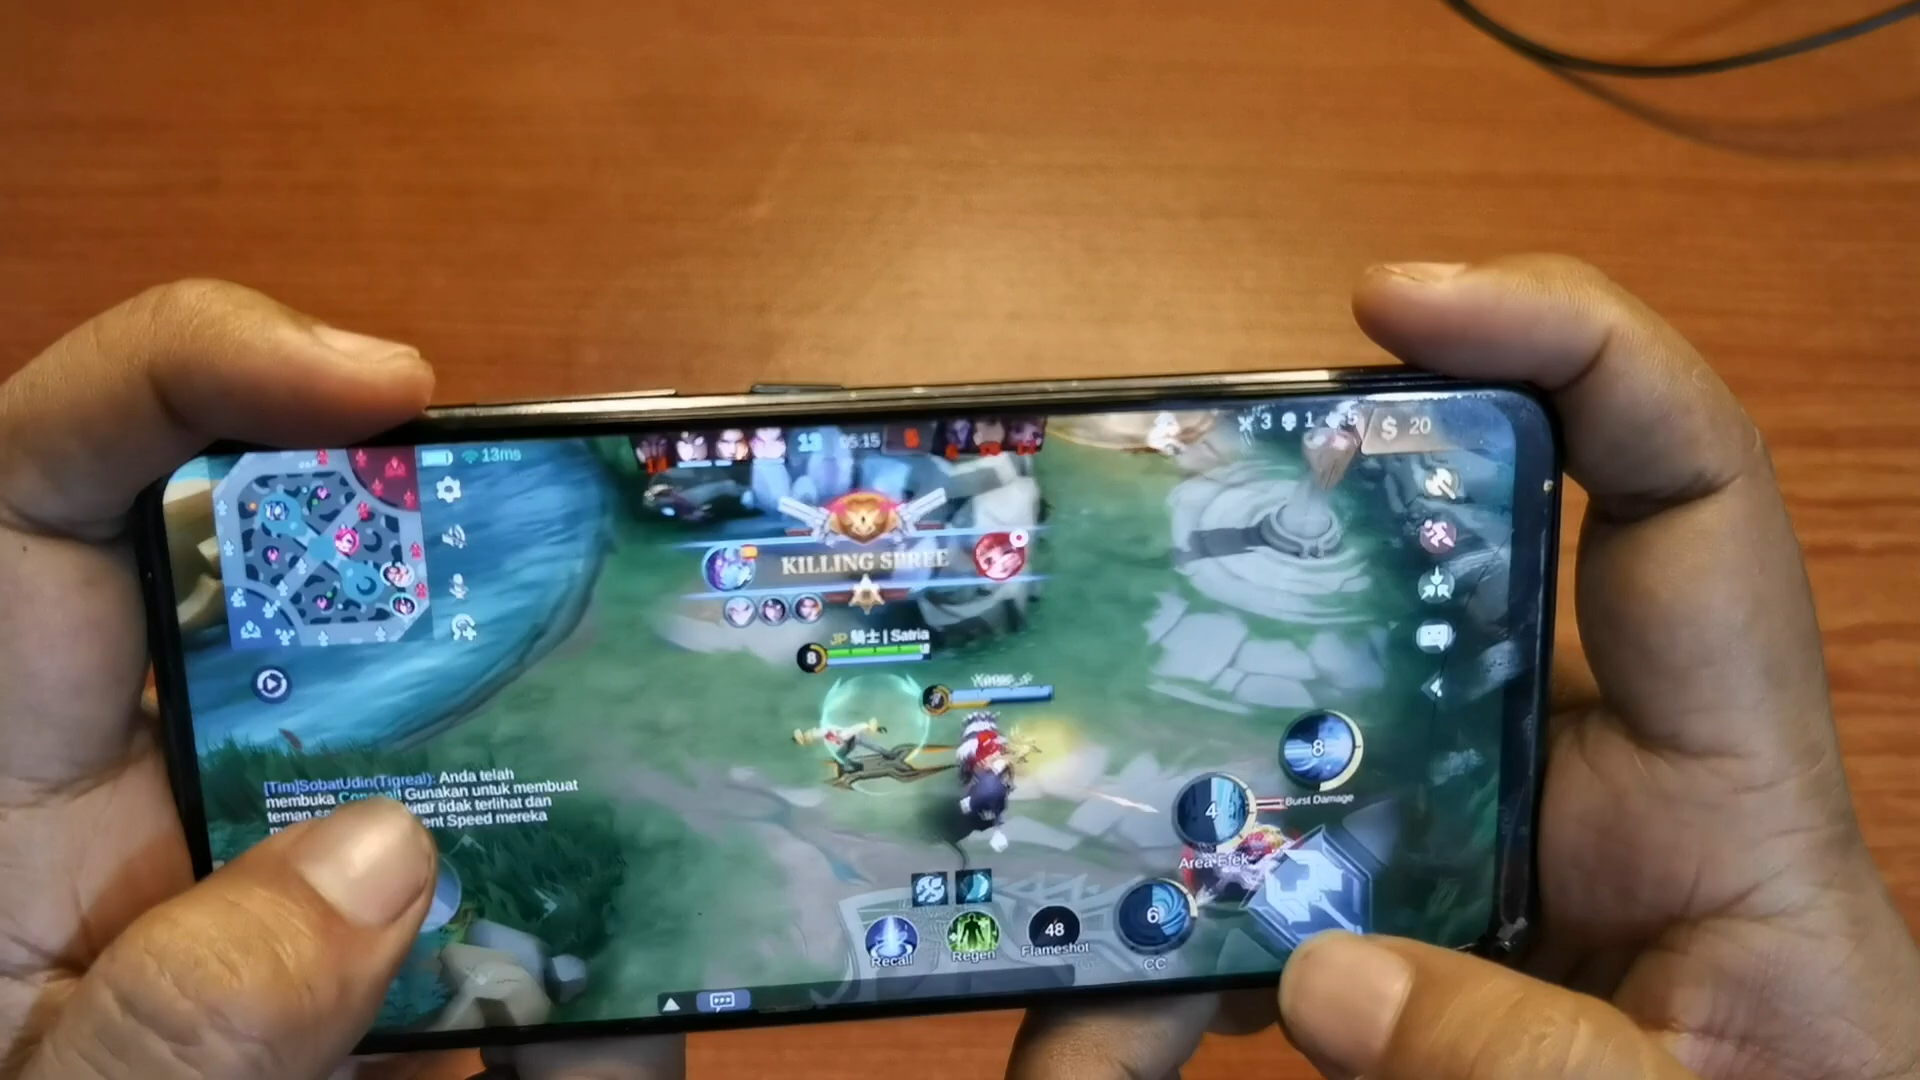 13ms
13 05:15 5
3 1 5 $ 20
KILLING SPREE
JP 騎士 | Satria
8
[Tim]SobatUdin(Tigreal): Anda telah
membuka Gunakan untuk membuat
teman kitar tidak terlihat dan
Speed mereka
8
Burst Damage
4
Area Efek
6
CC
48
Flameshot
Regen
Recall